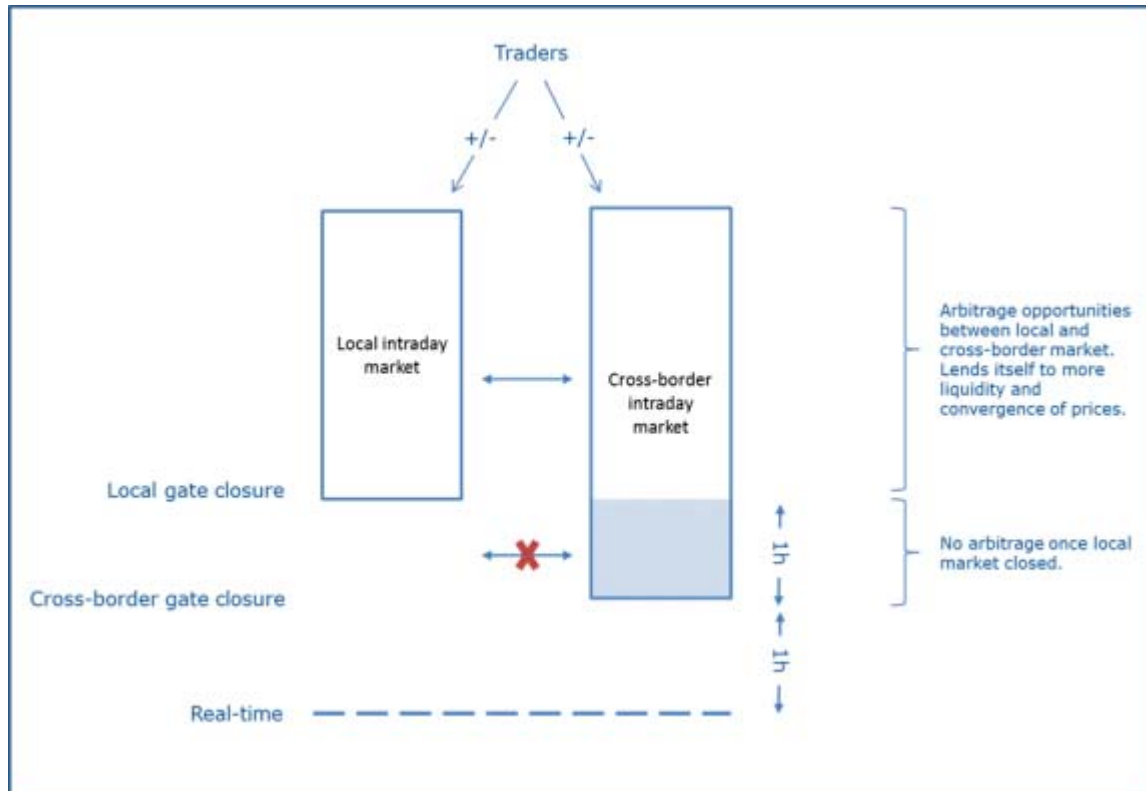 Traders
+/-
+/-
Local intraday
market
Cross-border
intraday
market
Arbitrage opportunities
between local and
cross-border market.
Lends itself to more
liquidity and
convergence of prices.
Local gate closure
1h
No arbitrage once local
market closed.
Cross-border gate closure
1h
Real-time